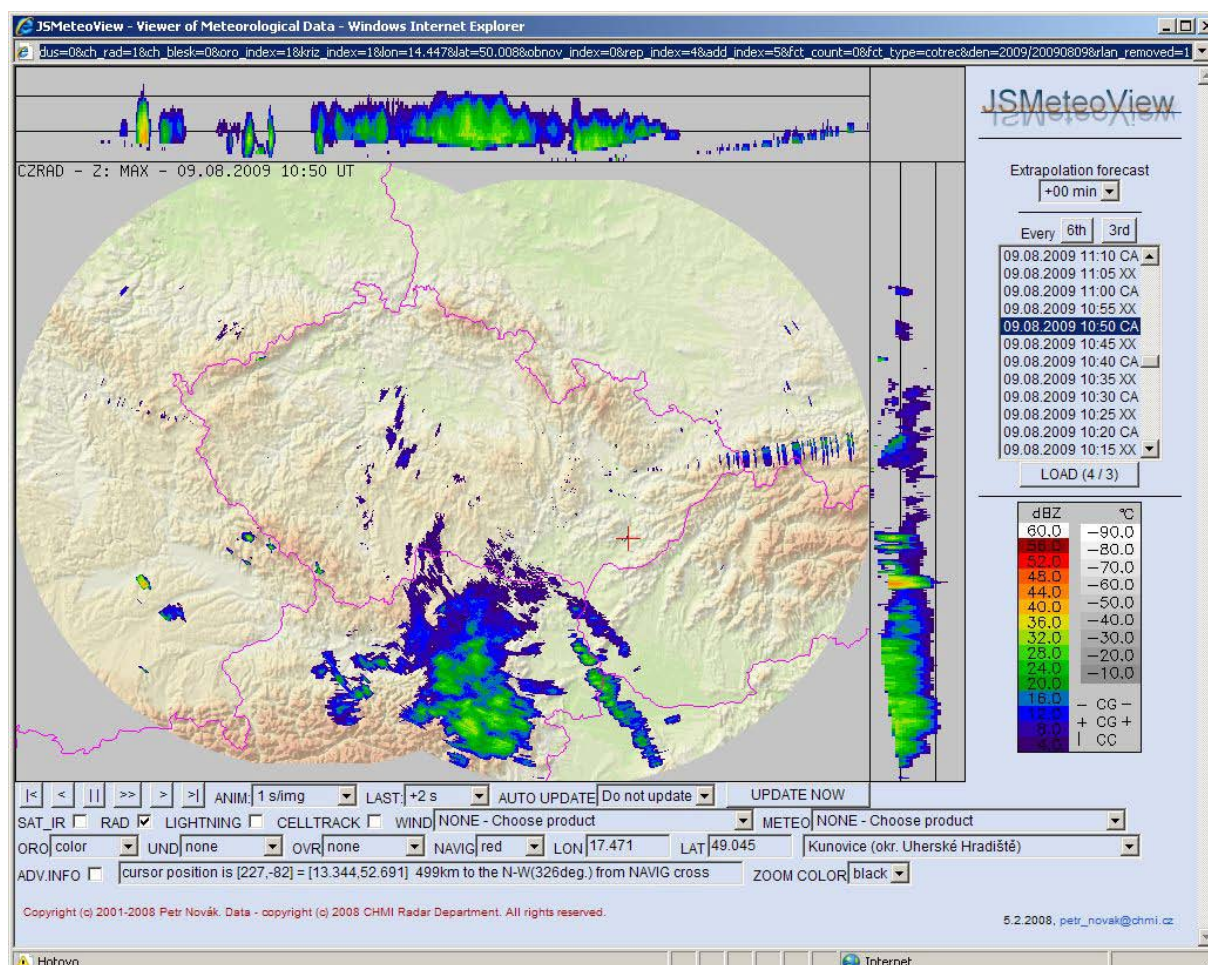 JSMeteoView - Viewer of Meteorological Data - Windows Internet Explorer
dus=0&ch_rad=1&ch_blesk=0&oro_index=1&kriz_index=1&lon=14.447&lat=50.008&obnov_index=0&rep_index=4&add_index=5&fct_count=0&fct_type=cotrec&den=2009/20090809&rlan_removed=1
JSMeteoView
CZRAD - Z: MAX - 09.08.2009 10:50 UT
Extrapolation forecast
+00 min
Every 6th 3rd
09.08.2009 11:10 CA
09.08.2009 11:05 XX
09.08.2009 11:00 CA
09.08.2009 10:55 XX
09.08.2009 10:50 CA
09.08.2009 10:45 XX
09.08.2009 10:40 CA
09.08.2009 10:35 XX
09.08.2009 10:30 CA
09.08.2009 10:25 XX
09.08.2009 10:20 CA
09.08.2009 10:15 XX
LOAD (4 / 3)
dBZ °C
60.0 -90.0
56.0 -80.0
52.0 -70.0
48.0 -60.0
44.0 -50.0
40.0 -40.0
36.0 -30.0
32.0 -20.0
28.0 -10.0
24.0
20.0
16.0 - CG -
12.0 + CG +
8.0 | CC
4.0
|< < || >> > >| ANIM: 1 s/img LAST: +2 s AUTO UPDATE Do not update UPDATE NOW
SAT_IR RAD LIGHTNING CELLTRACK WIND NONE - Choose product METEO NONE - Choose product
ORO color UND none OVR none NAVIG red LON 17.471 LAT 49.045 Kunovice (okr. Uherské Hradiště)
ADV.INFO cursor position is [227,-82] = [13.344,52.691] 499km to the N-W(326deg.) from NAVIG cross ZOOM COLOR black
Copyright (c) 2001-2008 Petr Novák. Data - copyright (c) 2008 CHMI Radar Department. All rights reserved.
5.2.2008, petr_novak@chmi.cz
Hotovo Internet